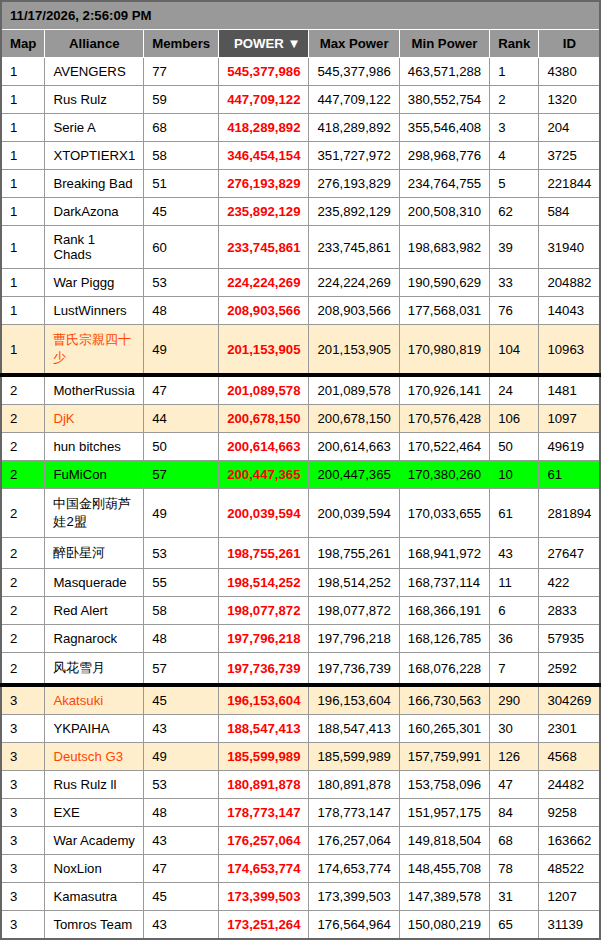 11/17/2026, 2:56:09 PM
Map Alliance Members POWER ▼ Max Power Min Power Rank ID
1 AVENGERS 77 545,377,986 545,377,986 463,571,288 1 4380
1 Rus Rulz 59 447,709,122 447,709,122 380,552,754 2 1320
1 Serie A 68 418,289,892 418,289,892 355,546,408 3 204
1 XTOPTIERX1 58 346,454,154 351,727,972 298,968,776 4 3725
1 Breaking Bad 51 276,193,829 276,193,829 234,764,755 5 221844
1 DarkAzona 45 235,892,129 235,892,129 200,508,310 62 584
1 Rank 1 Chads 60 233,745,861 233,745,861 198,683,982 39 31940
1 War Piggg 53 224,224,269 224,224,269 190,590,629 33 204882
1 LustWinners 48 208,903,566 208,903,566 177,568,031 76 14043
1 曹氏宗親四十少 49 201,153,905 201,153,905 170,980,819 104 10963
2 MotherRussia 47 201,089,578 201,089,578 170,926,141 24 1481
2 DjK 44 200,678,150 200,678,150 170,576,428 106 1097
2 hun bitches 50 200,614,663 200,614,663 170,522,464 50 49619
2 FuMiCon 57 200,447,365 200,447,365 170,380,260 10 61
2 中国金刚葫芦娃2盟 49 200,039,594 200,039,594 170,033,655 61 281894
2 醉卧星河 53 198,755,261 198,755,261 168,941,972 43 27647
2 Masquerade 55 198,514,252 198,514,252 168,737,114 11 422
2 Red Alert 58 198,077,872 198,077,872 168,366,191 6 2833
2 Ragnarock 48 197,796,218 197,796,218 168,126,785 36 57935
2 风花雪月 57 197,736,739 197,736,739 168,076,228 7 2592
3 Akatsuki 45 196,153,604 196,153,604 166,730,563 290 304269
3 YKPAIHA 43 188,547,413 188,547,413 160,265,301 30 2301
3 Deutsch G3 49 185,599,989 185,599,989 157,759,991 126 4568
3 Rus Rulz ll 53 180,891,878 180,891,878 153,758,096 47 24482
3 EXE 48 178,773,147 178,773,147 151,957,175 84 9258
3 War Academy 43 176,257,064 176,257,064 149,818,504 68 163662
3 NoxLion 47 174,653,774 174,653,774 148,455,708 78 48522
3 Kamasutra 45 173,399,503 173,399,503 147,389,578 31 1207
3 Tomros Team 43 173,251,264 176,564,964 150,080,219 65 31139